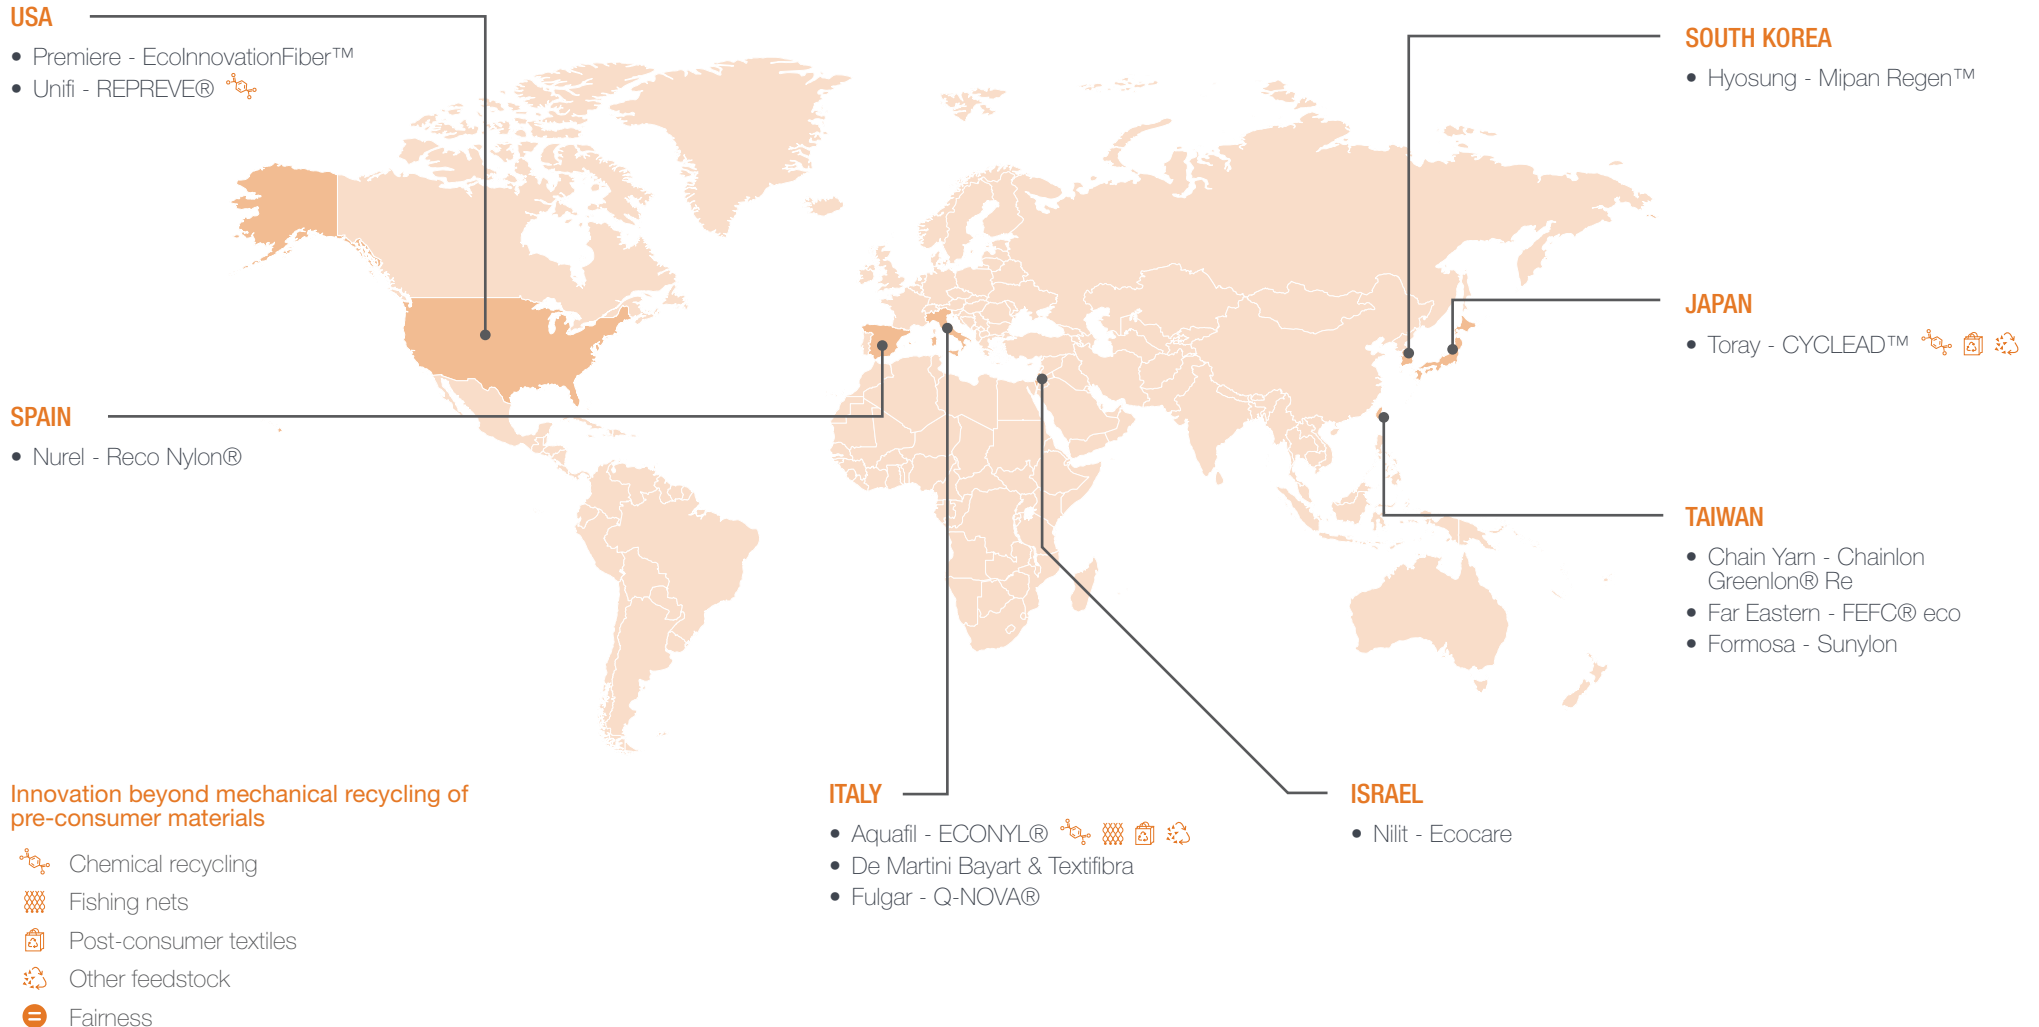 USA
• Premiere - EcoInnovationFiber™
• Unifi - REPREVE®
SPAIN
• Nurel - Reco Nylon®
SOUTH KOREA
• Hyosung - Mipan Regen™
JAPAN
• Toray - CYCLEAD™
TAIWAN
• Chain Yarn - Chainlon
Greenlon® Re
• Far Eastern - FEFC® eco
• Formosa - Sunylon
ITALY
• Aquafil - ECONYL®
• De Martini Bayart & Textifibra
• Fulgar - Q-NOVA®
ISRAEL
• Nilit - Ecocare
Innovation beyond mechanical recycling of
pre-consumer materials
Chemical recycling
Fishing nets
Post-consumer textiles
Other feedstock
Fairness